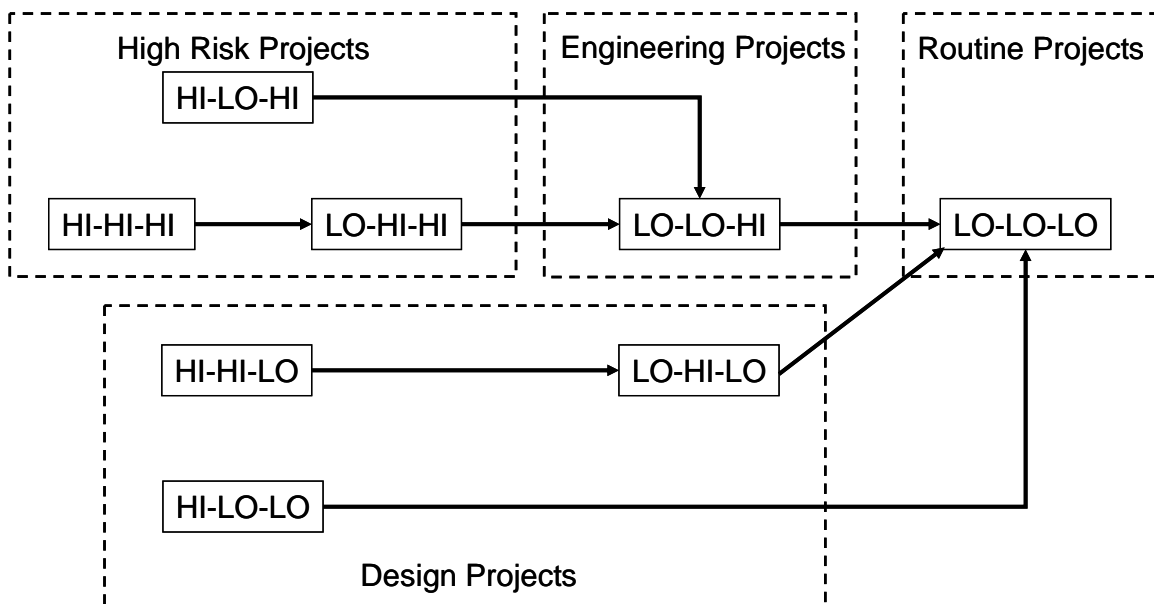 High Risk Projects
Engineering Projects
Routine Projects
HI-LO-HI
HI-HI-HI
LO-HI-HI
LO-LO-HI
LO-LO-LO
HI-HI-LO
LO-HI-LO
HI-LO-LO
Design Projects